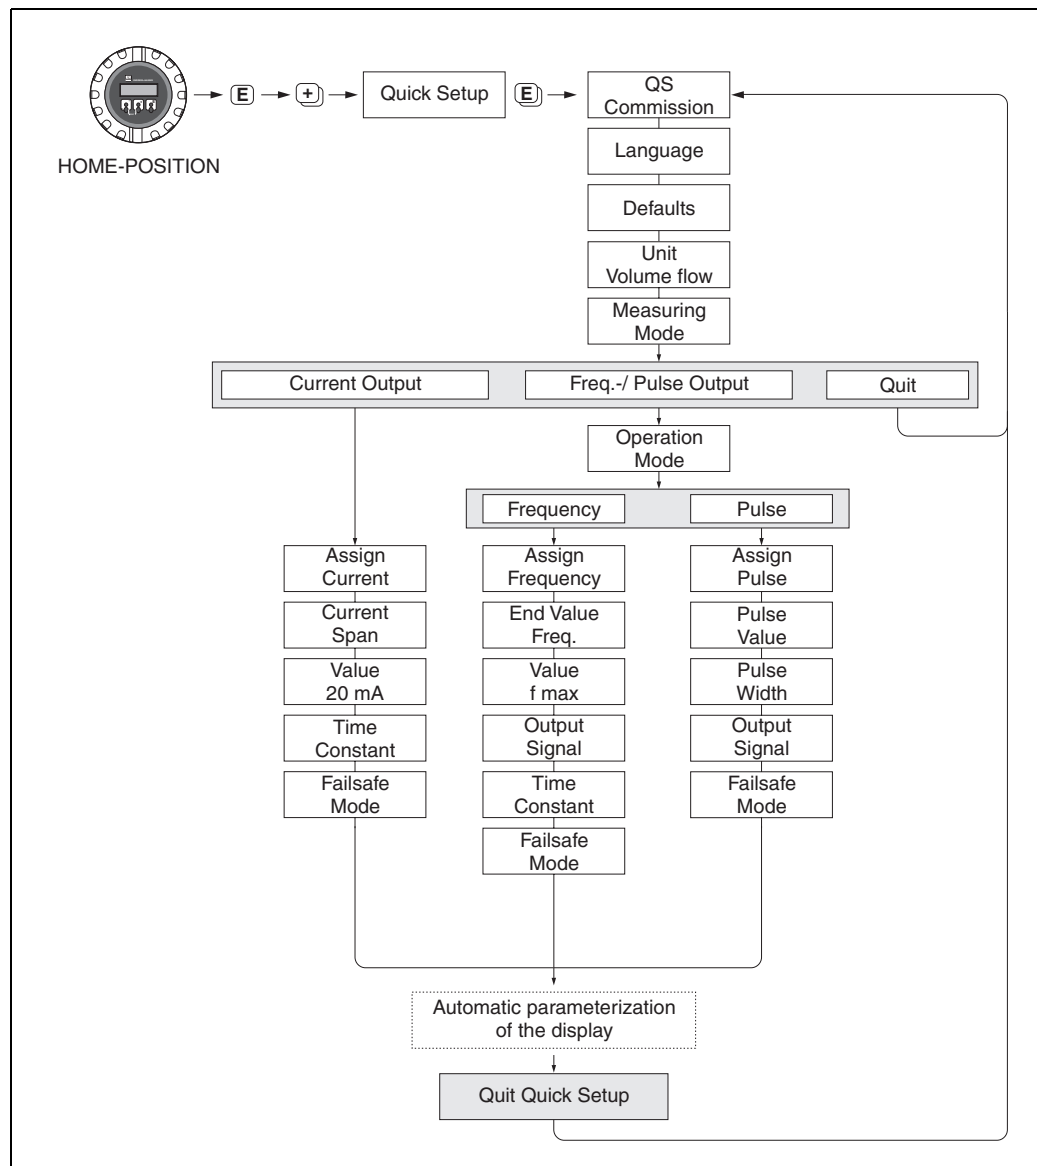 E
+
Quick Setup
E
QS
Commission
HOME-POSITION
Language
Defaults
Unit
Volume flow
Measuring
Mode
Current Output
Freq.-/ Pulse Output
Quit
Operation
Mode
Frequency
Pulse
Assign
Current
Current
Span
Value
20 mA
Time
Constant
Failsafe
Mode
Assign
Frequency
End Value
Freq.
Value
f max
Output
Signal
Time
Constant
Failsafe
Mode
Assign
Pulse
Pulse
Value
Pulse
Width
Output
Signal
Failsafe
Mode
Automatic parameterization
of the display
Quit Quick Setup